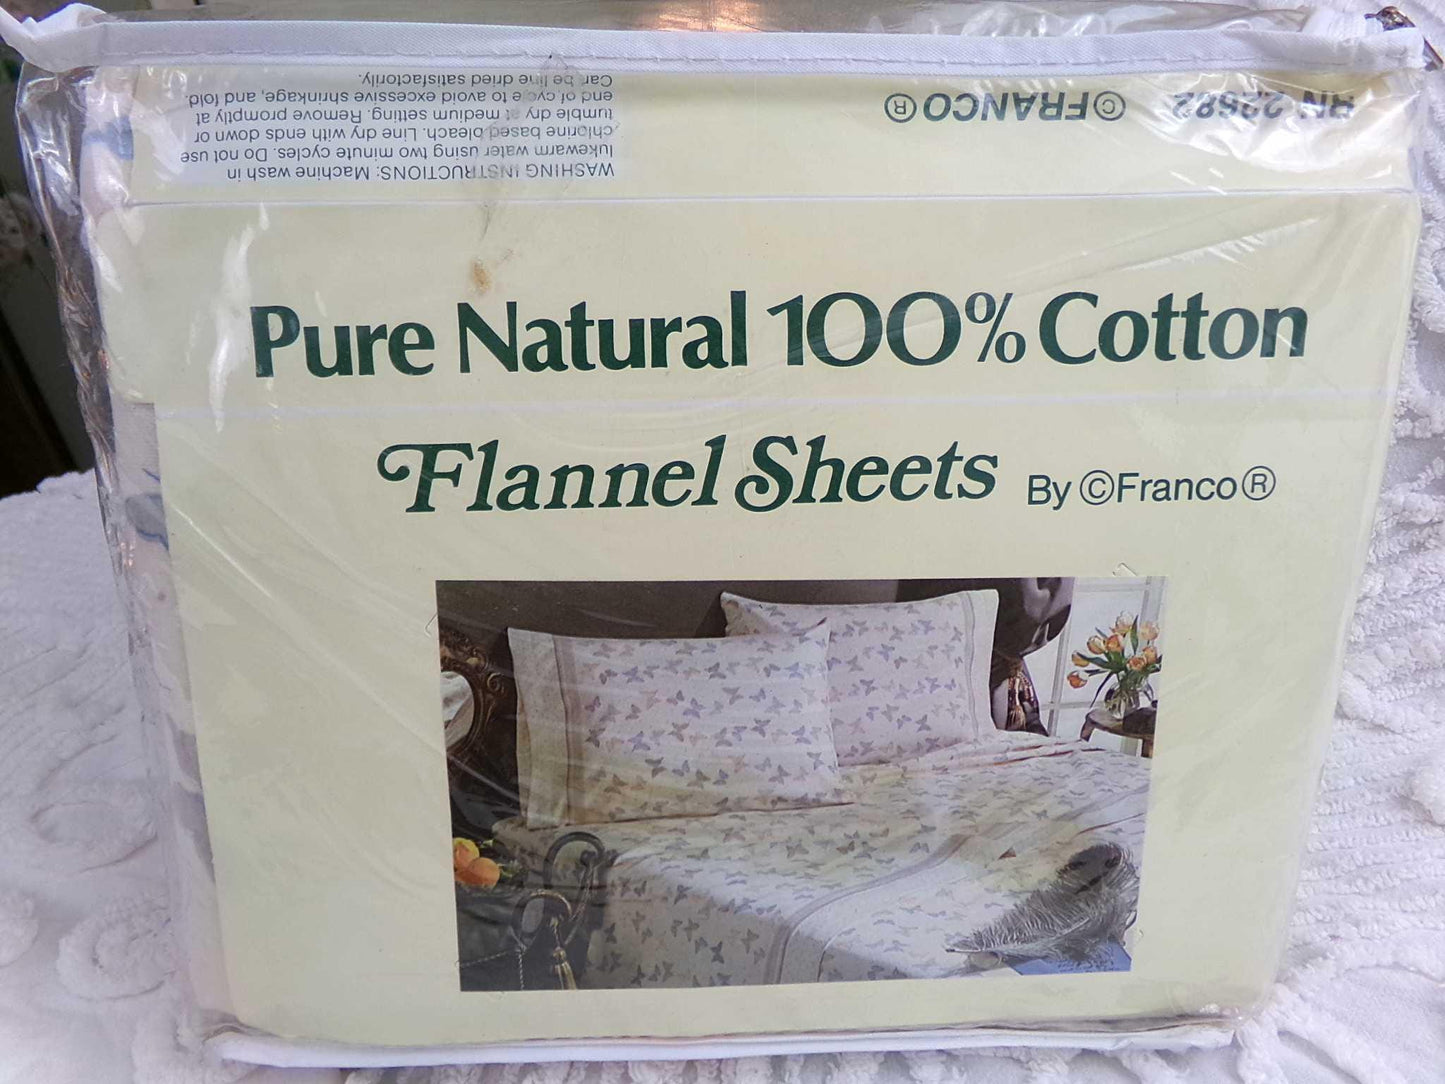 WASHING INSTRUCTIONS: Machine wash in
lukewarm water using two minute cycles. Do not use
chlorine based bleach. Line dry with ends down or
tumble dry at medium setting. Remove promptly at
end of cycle to avoid excessive shrinkage, and fold.
Can be line dried satisfactorily.
RN 22682 ©FRANCO®
Pure Natural 100% Cotton
Flannel Sheets By ©Franco®